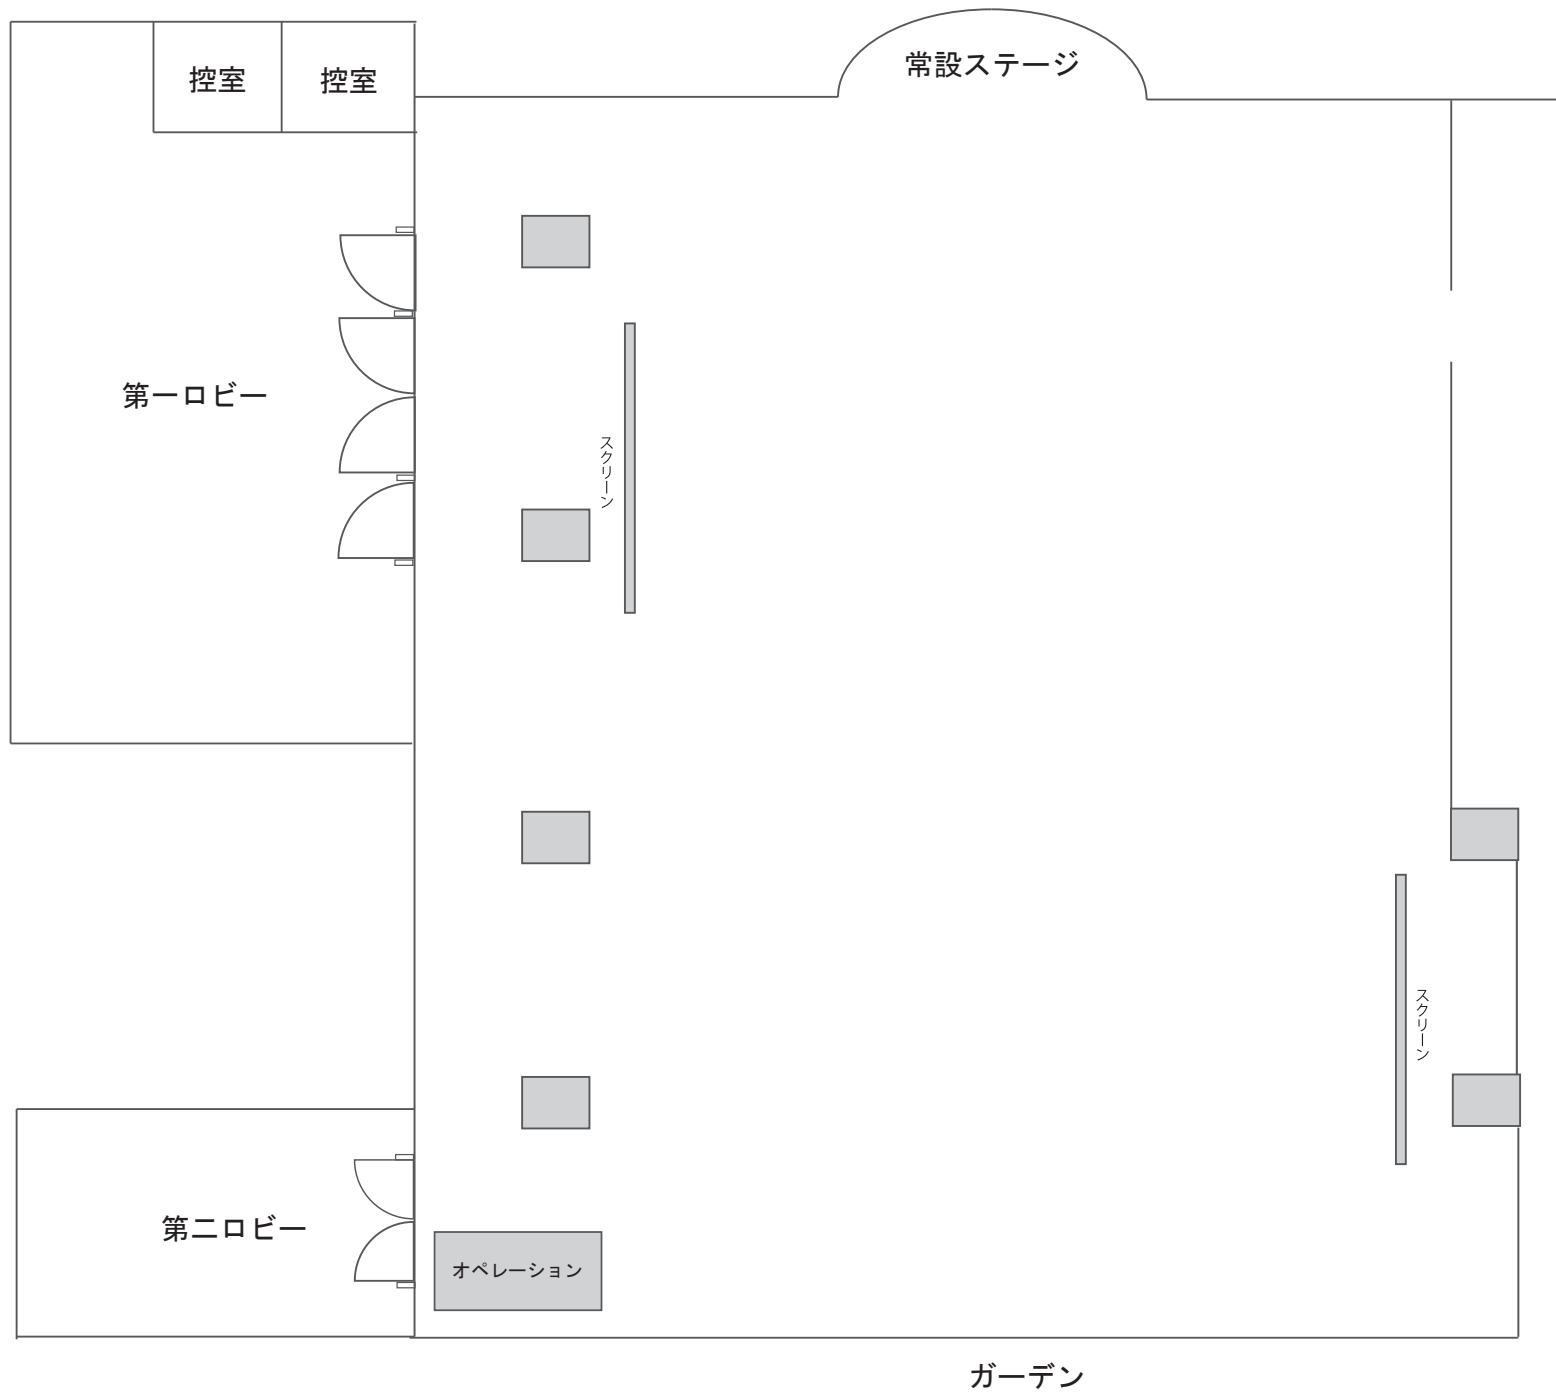 常設ステージ
控室
控室
第一ロビー
スクリーン
スクリーン
第二ロビー
オペレーション
ガーデン